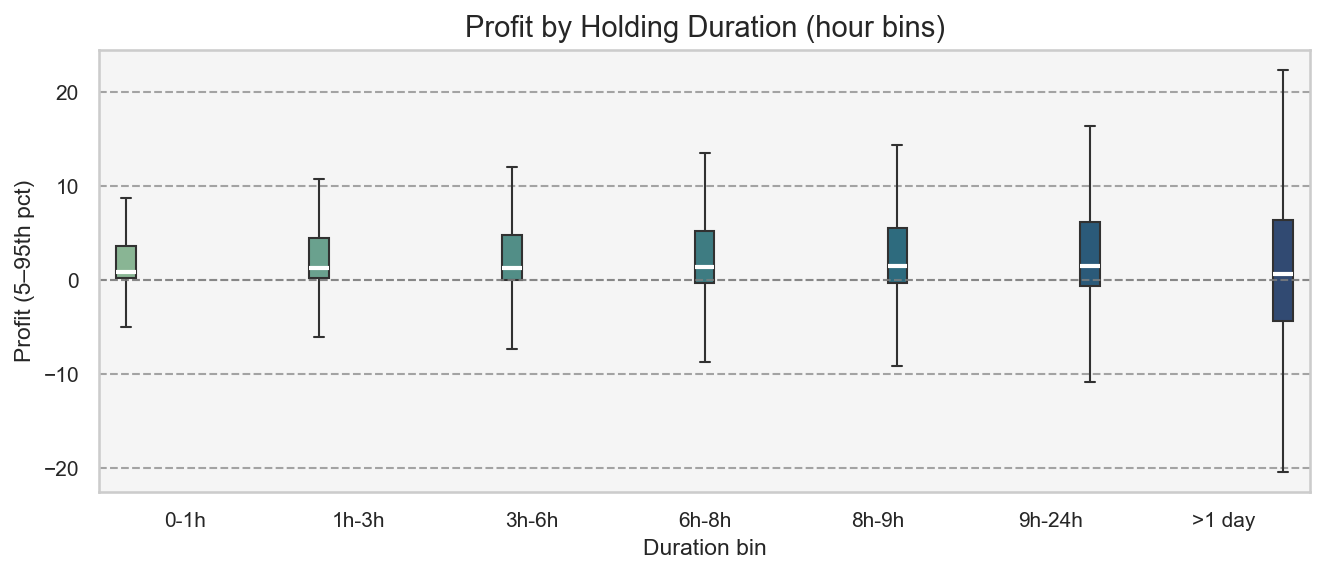 Profit by Holding Duration (hour bins)
Profit (5–95th pct)
20
10
0
−10
−20
0-1h 1h-3h 3h-6h 6h-8h 8h-9h 9h-24h >1 day
Duration bin